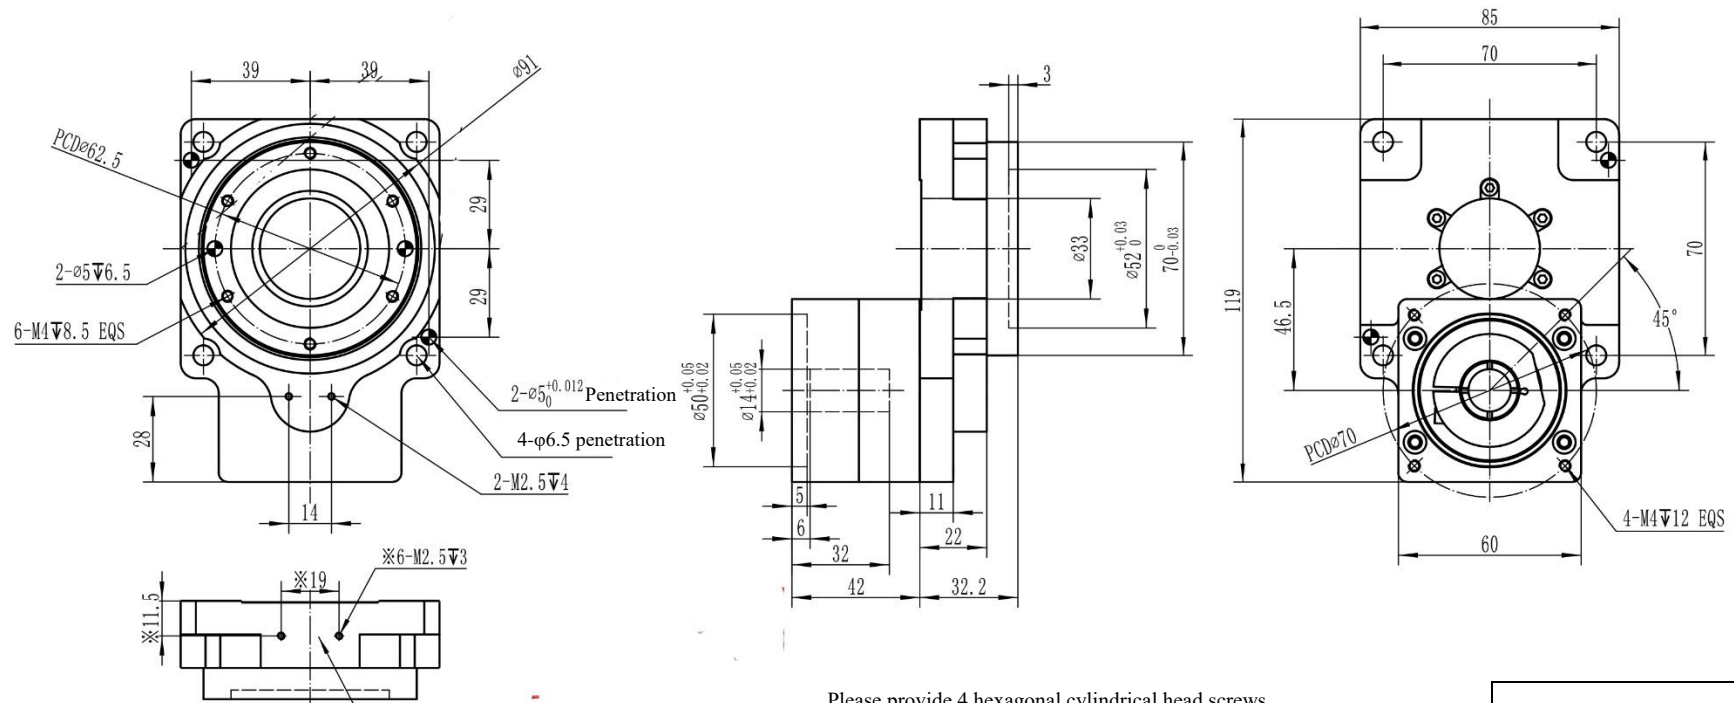 39
39
ø91
PCDø62.5
29
29
2-ø5↧6.5
6-M4↧8.5 EQS
2-ø5 +0.012 0 Penetration
4-φ6.5 penetration
2-M2.5↧4
28
14
※6-M2.5↧3
※19
※11.5
3
ø33
ø52 +0.03 0
70 0 -0.03
ø50 +0.05 +0.02
ø14 +0.05 +0.02
5
6
32
42
11
22
32.2
85
70
119
46.5
70
45°
PCDø70
4-M4↧12 EQS
60
Please provide 4 hexagonal cylindrical head screws